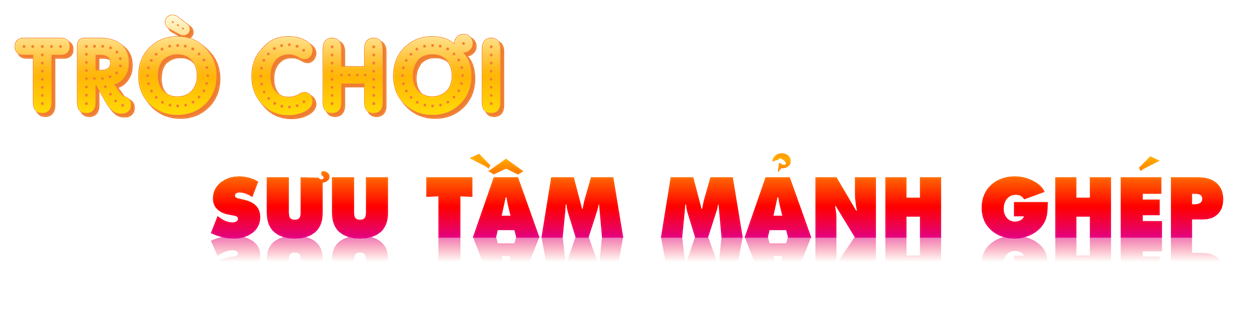 TRÒ CHƠI
SƯU TẦM MẢNH GHÉP